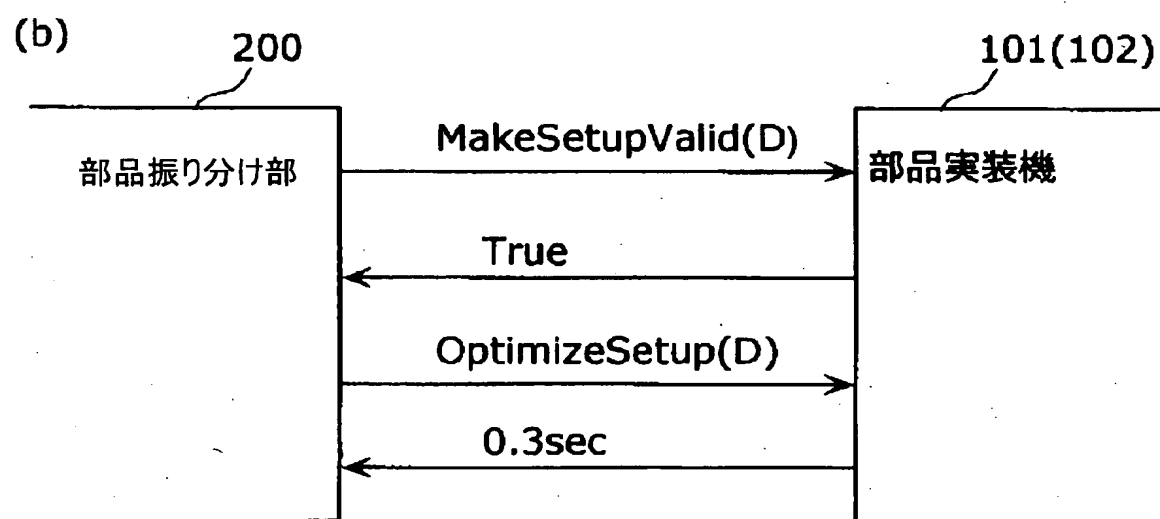 (b)
200
101(102)
MakeSetupValid(D)
部品振り分け部
部品実装機
True
OptimizeSetup(D)
0.3sec